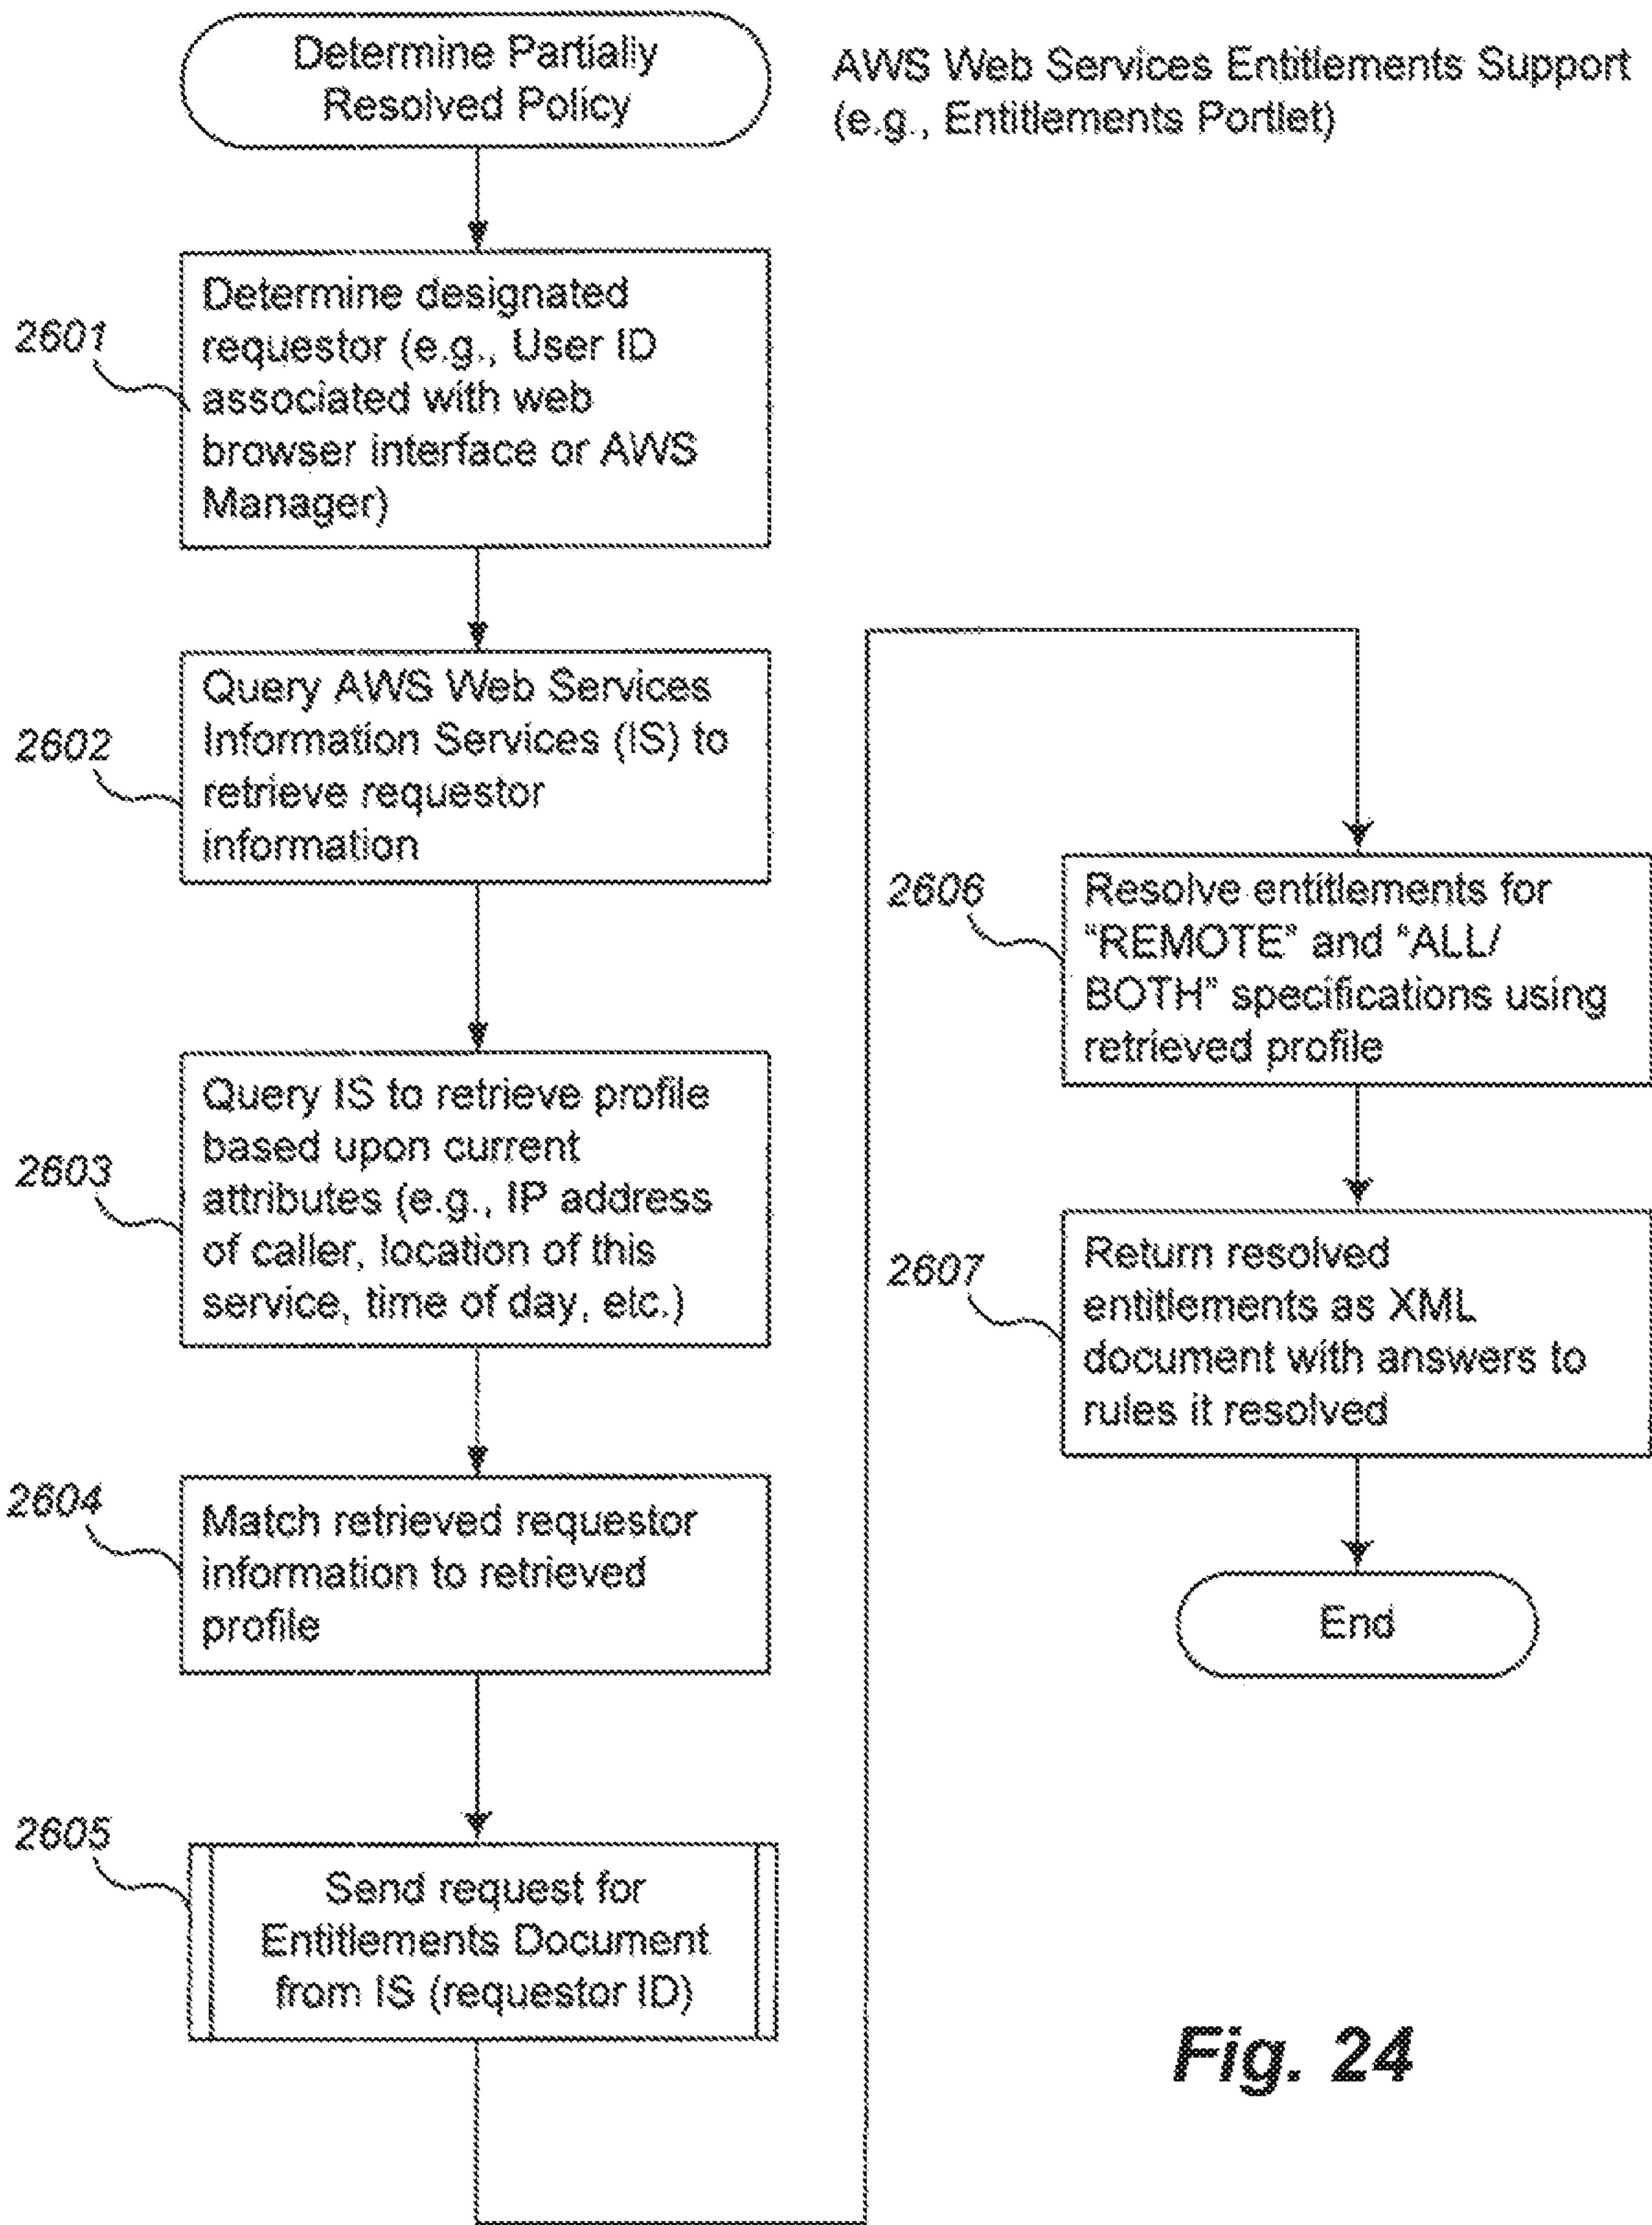 Determine Partially
Resolved Policy
AWS Web Services Entitlements Support
(e.g., Entitlements Portlet)
2601
Determine designated
requestor (e.g., User ID
associated with web
browser interface or AWS
Manager)
2602
Query AWS Web Services
Information Services (IS) to
retrieve requestor
information
2603
Query IS to retrieve profile
based upon current
attributes (e.g., IP address
of caller, location of this
service, time of day, etc.)
2604
Match retrieved requestor
information to retrieved
profile
2605
Send request for
Entitlements Document
from IS (requestor ID)
2606
Resolve entitlements for
“REMOTE” and “ALL/
BOTH” specifications using
retrieved profile
2607
Return resolved
entitlements as XML
document with answers to
rules it resolved
End
Fig. 24